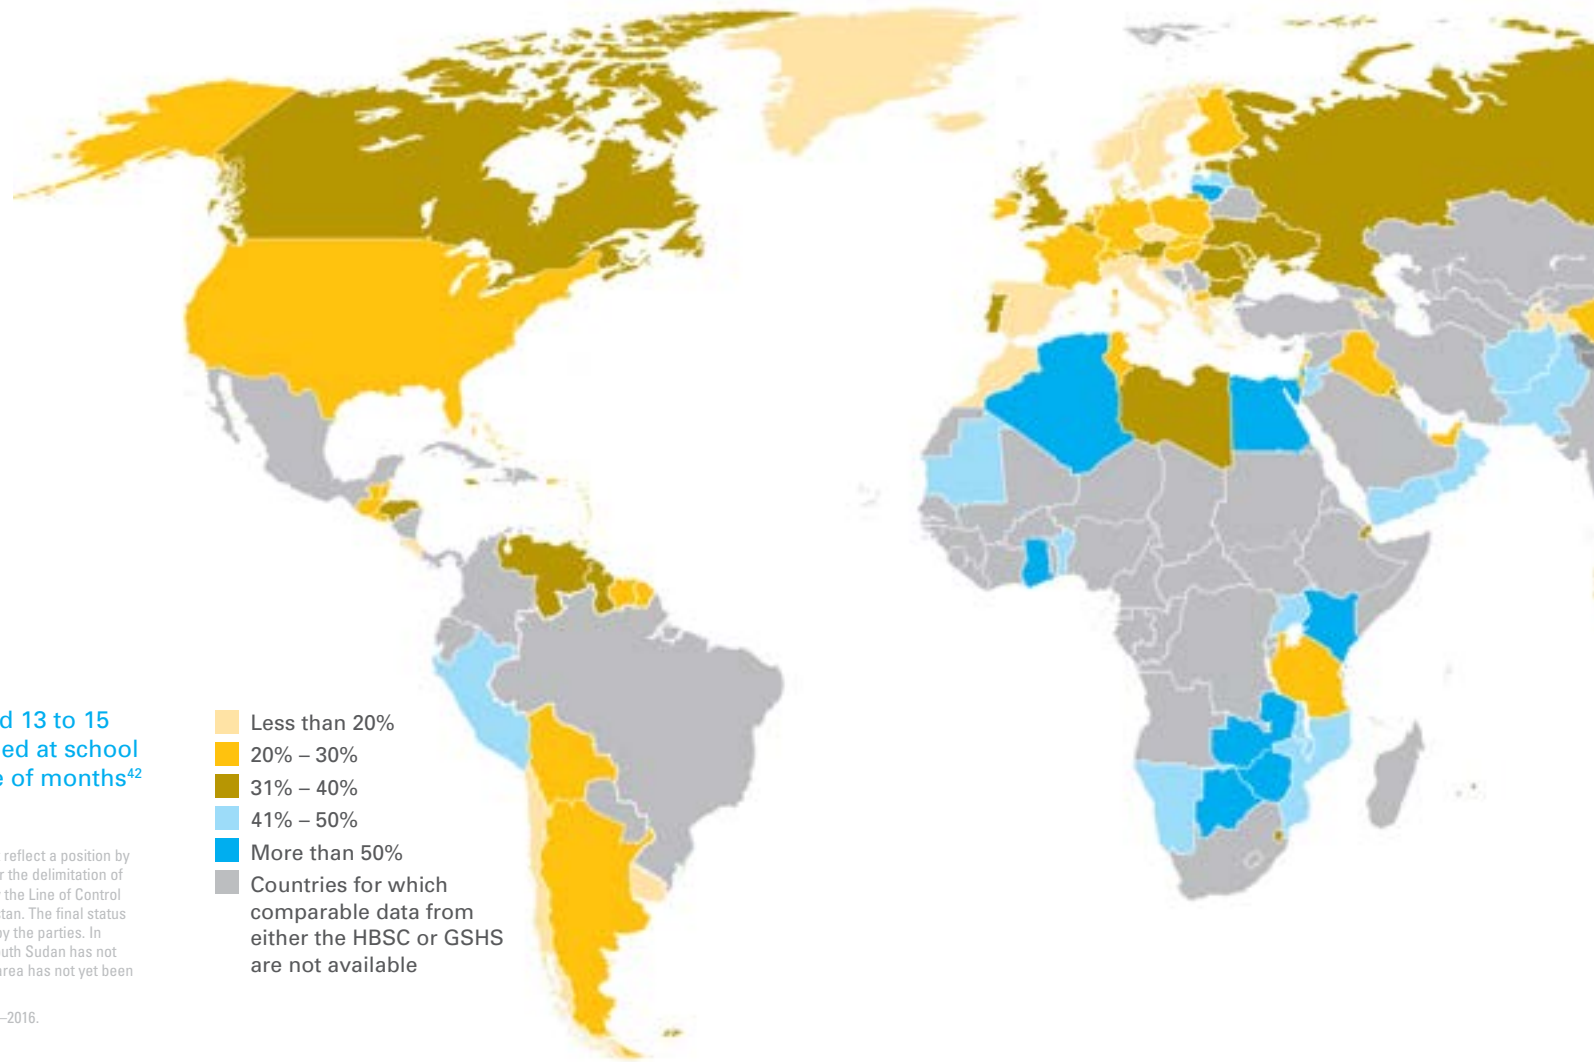 d 13 to 15
ed at school
e of months⁴²
reflect a position by
r the delimitation of
the Line of Control
tan. The final status
by the parties. In
uth Sudan has not
area has not yet been
–2016.
Less than 20%
20% – 30%
31% – 40%
41% – 50%
More than 50%
Countries for which
comparable data from
either the HBSC or GSHS
are not available